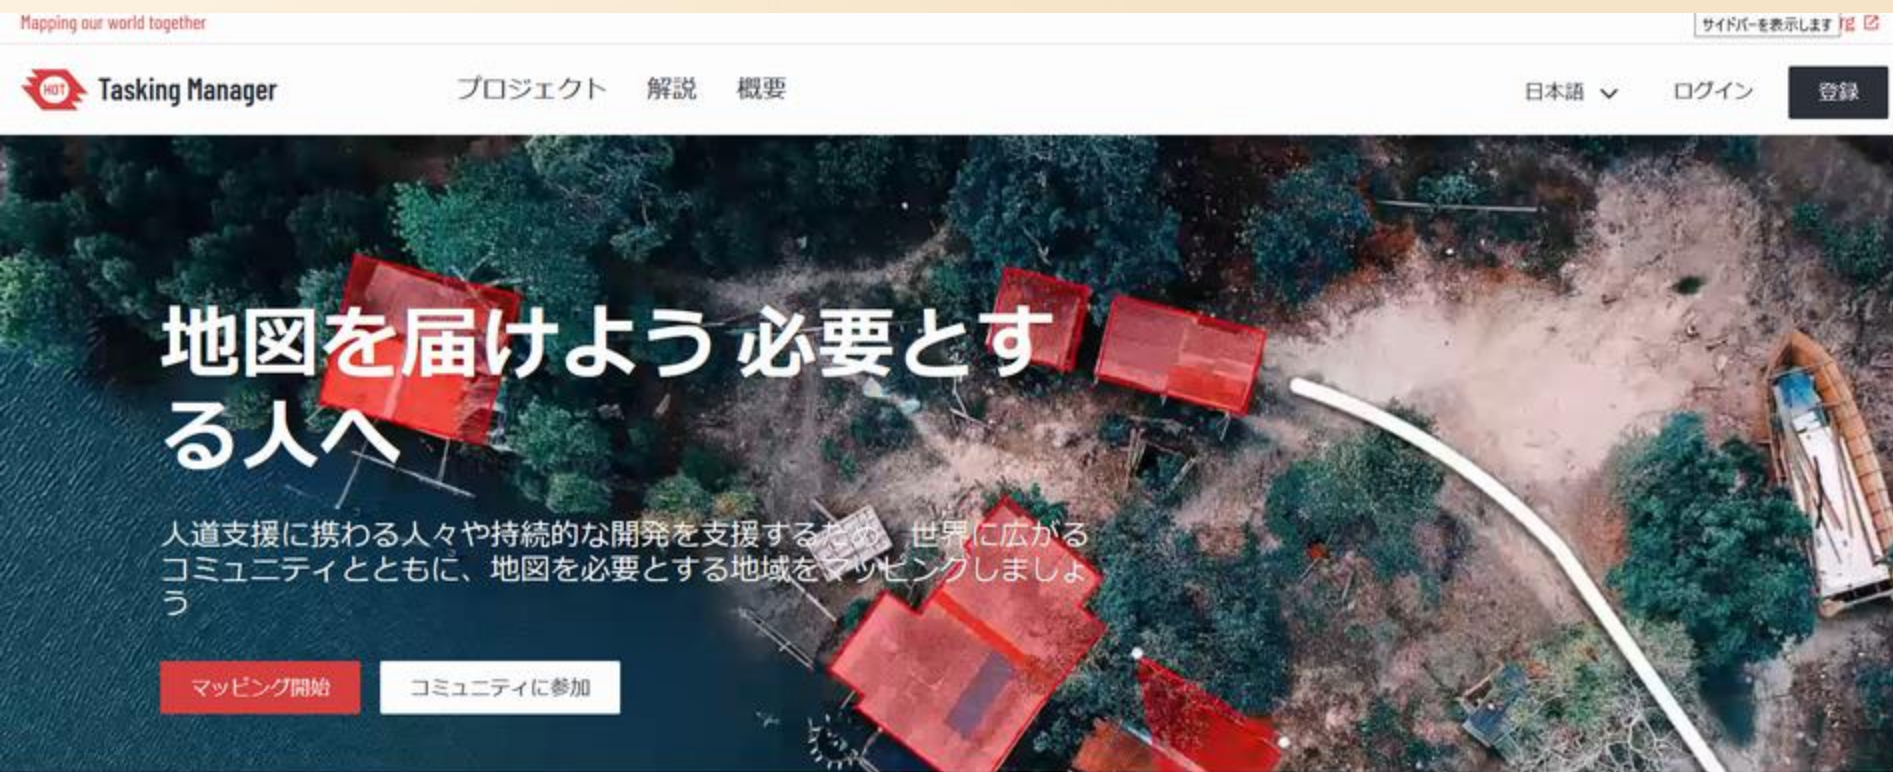 Mapping our world together
サイドバーを表示します rg
HOT Tasking Manager
プロジェクト 解説 概要
日本語 ログイン 登録
地図を届けよう 必要とす
る人へ
人道支援に携わる人々や持続的な開発を支援するため、世界に広がる
コミュニティとともに、地図を必要とする地域をマッピングしましょ
う
マッピング開始 コミュニティに参加